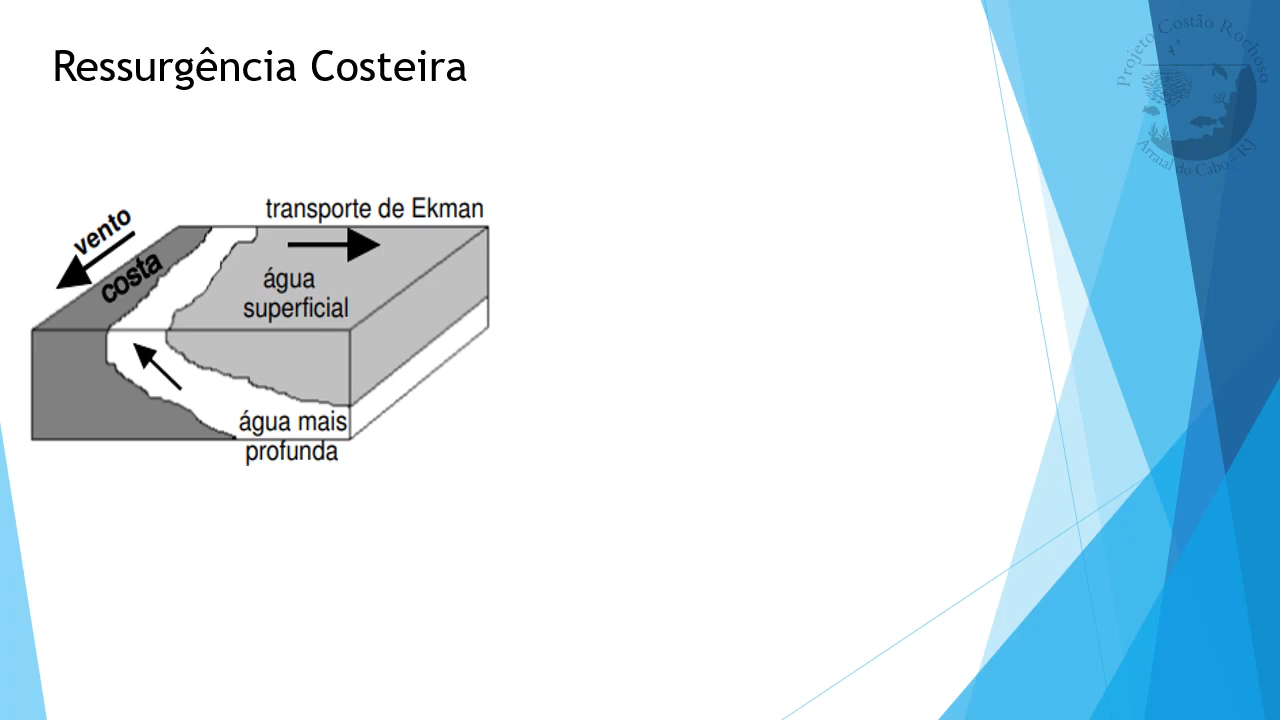 Ressurgência Costeira
Projeto Costão Rochoso
Arraial do Cabo - RJ
transporte de Ekman
vento
costa
água
superficial
água mais
profunda